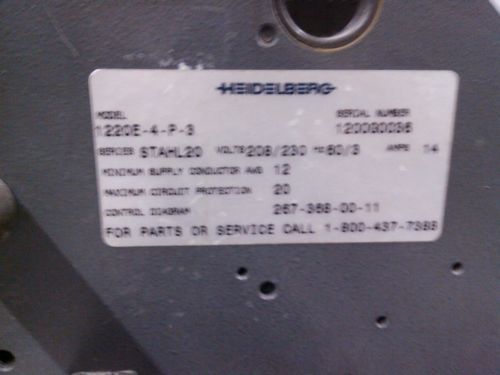 HEIDELBERG
MODEL SERIAL NUMBER
1220E-4-P-3 120090036
SERIES STAHL20 VOLTS 208/230 HZ 60/3 AMPS 14
MINIMUM SUPPLY CONDUCTOR AWG 12
MAXIMUM CIRCUIT PROTECTION 20
CONTROL DIAGRAM 267-368-00-11
FOR PARTS OR SERVICE CALL 1-800-437-7388